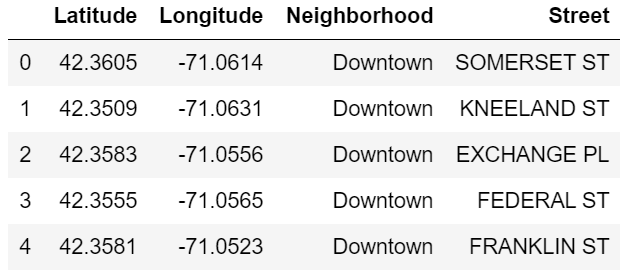 Latitude Longitude Neighborhood Street
0 42.3605 -71.0614 Downtown SOMERSET ST
1 42.3509 -71.0631 Downtown KNEELAND ST
2 42.3583 -71.0556 Downtown EXCHANGE PL
3 42.3555 -71.0565 Downtown FEDERAL ST
4 42.3581 -71.0523 Downtown FRANKLIN ST